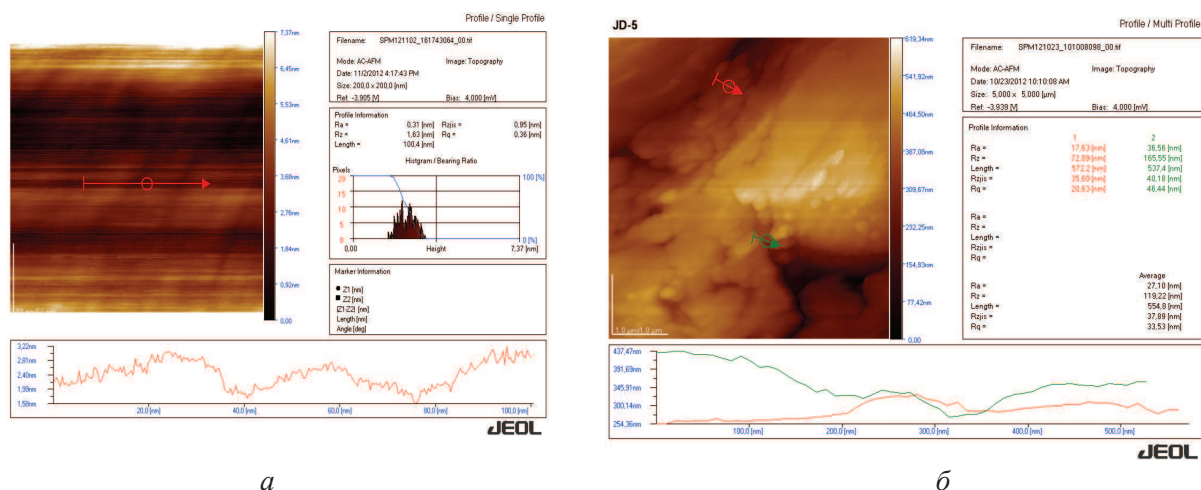 Profile / Single Profile
7,37nm
6,45nm
5,53nm
4,61nm
3,68nm
2,76nm
1,84nm
0,92nm
0,00
Filename: SPM121102_161743064_00.tif
Mode: AC-AFM Image: Topography
Date: 11/2/2012 4:17:43 PM
Size: 200,0 x 200,0 [nm]
Ref: -3,905 [V] Bias: 4,000 [mV]
Profile Information
Ra = 0,31 [nm] Rzjis = 0,95 [nm]
Rz = 1,63 [nm] Rq = 0,36 [nm]
Length = 100,4 [nm]
Histgram / Bearing Ratio
Pixels
20 100 [%]
15
10
5
0 0 [%]
0,00 Height 7,37 [nm]
Marker Information
Z1 [nm]
Z2 [nm]
|Z1-Z2| [nm]
Length [nm]
Angle [deg]
3,22nm
2,81nm
2,40nm
1,99nm
1,58nm
20,0 [nm] 40,0 [nm] 60,0 [nm] 80,0 [nm] 100,0 [nm]
JEOL
а
JD-5
Profile / Multi Profile
619,34nm
541,92nm
464,50nm
387,08nm
309,67nm
232,25nm
154,83nm
77,42nm
0,00
1.0 μm/1.0 μm
Filename: SPM121023_101008098_00.tif
Mode: AC-AFM Image: Topography
Date: 10/23/2012 10:10:08 AM
Size: 5,000 x 5,000 [μm]
Ref: -3,939 [V] Bias: 4,000 [mV]
Profile Information
1 2
Ra = 17,63 [nm] 36,56 [nm]
Rz = 72,89 [nm] 165,55 [nm]
Length = 572,2 [nm] 537,4 [nm]
Rzjis = 35,60 [nm] 40,18 [nm]
Rq = 20,63 [nm] 46,44 [nm]
Ra =
Rz =
Length =
Rzjis =
Rq =
Average
Ra = 27,10 [nm]
Rz = 119,22 [nm]
Length = 554,8 [nm]
Rzjis = 37,89 [nm]
Rq = 33,53 [nm]
437,47nm
391,69nm
345,91nm
300,14nm
254,36nm
100,0 [nm] 200,0 [nm] 300,0 [nm] 400,0 [nm] 500,0 [nm]
JEOL
б